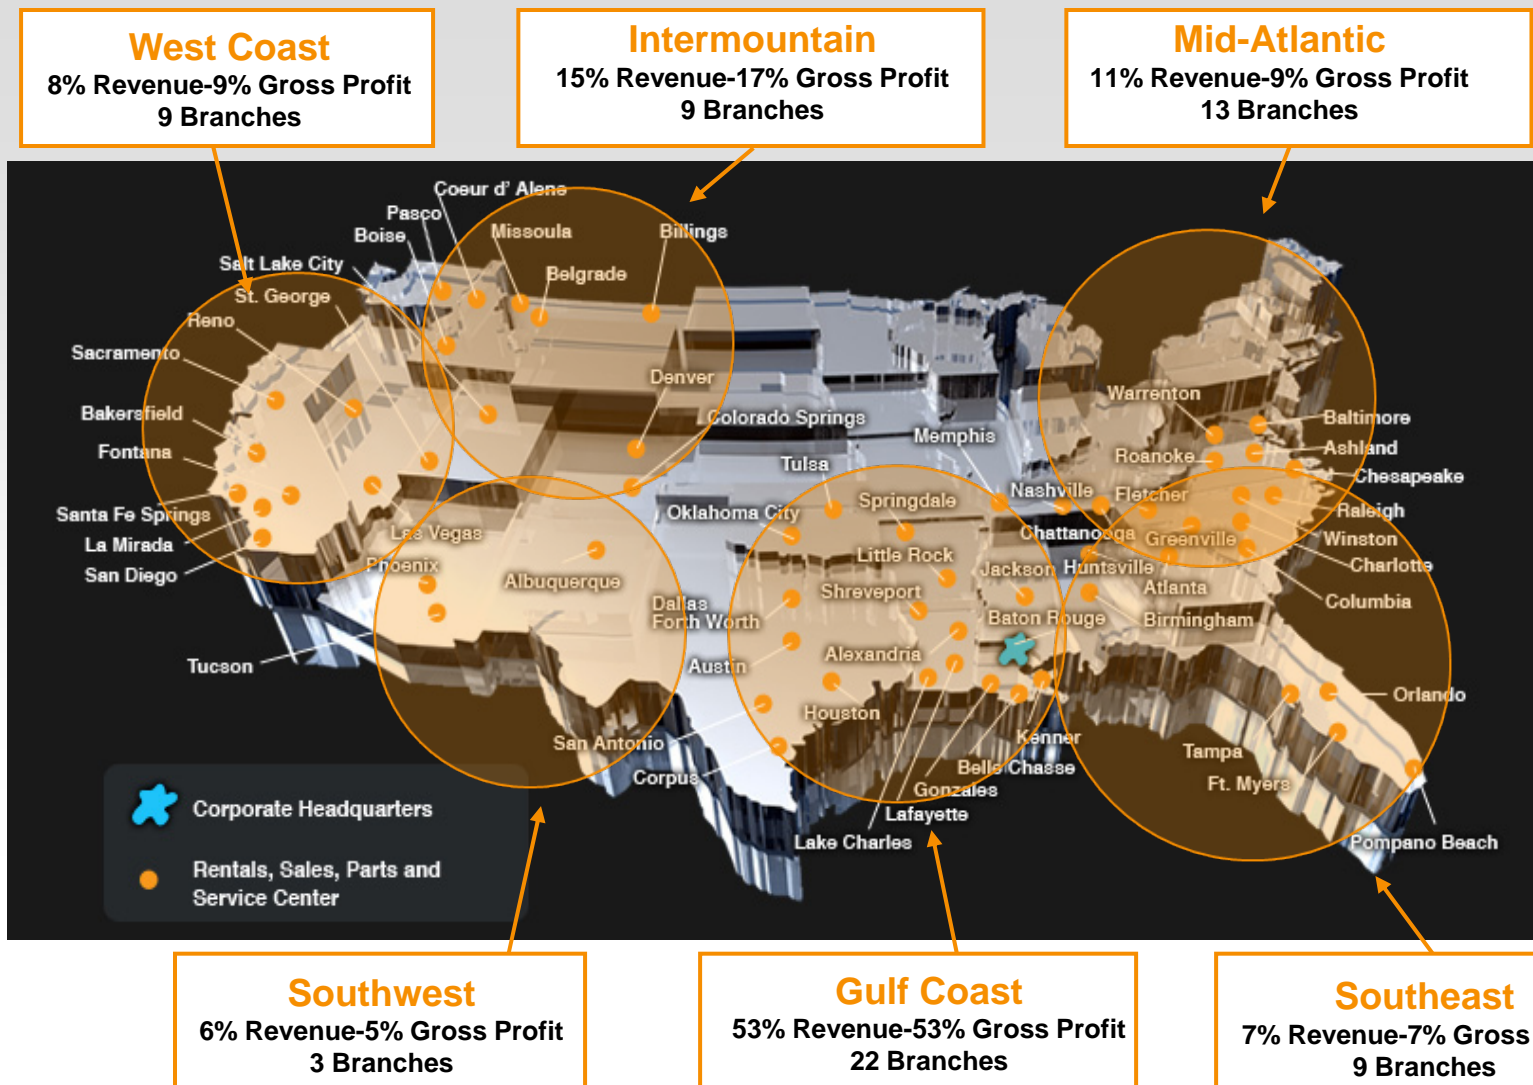 West Coast
8% Revenue-9% Gross Profit
9 Branches
Intermountain
15% Revenue-17% Gross Profit
9 Branches
Mid-Atlantic
11% Revenue-9% Gross Profit
13 Branches
Coeur d' Alene
Pasco
Boise
Missoula
Billings
Salt Lake City
Belgrade
St. George
Reno
Sacramento
Denver
Warrenton
Bakersfield
Colorado Springs
Baltimore
Memphis
Fontana
Ashland
Roanoke
Tulsa
Chesapeake
Nashville
Fletcher
Springdale
Santa Fe Springs
Oklahoma City
Raleigh
Las Vegas
Chattanooga
Greenville
Winston
La Mirada
Little Rock
Phoenix
Jackson
Huntsville
Charlotte
San Diego
Albuquerque
Shreveport
Atlanta
Dallas
Forth Worth
Baton Rouge
Birmingham
Columbia
Tucson
Austin
Alexandria
Orlando
Houston
San Antonio
Kenner
Tampa
Corpus
Belle Chasse
Ft. Myers
Gonzales
Lafayette
Lake Charles
Pompano Beach
Corporate Headquarters
Rentals, Sales, Parts and
Service Center
Southwest
6% Revenue-5% Gross Profit
3 Branches
Gulf Coast
53% Revenue-53% Gross Profit
22 Branches
Southeast
7% Revenue-7% Gross
9 Branches